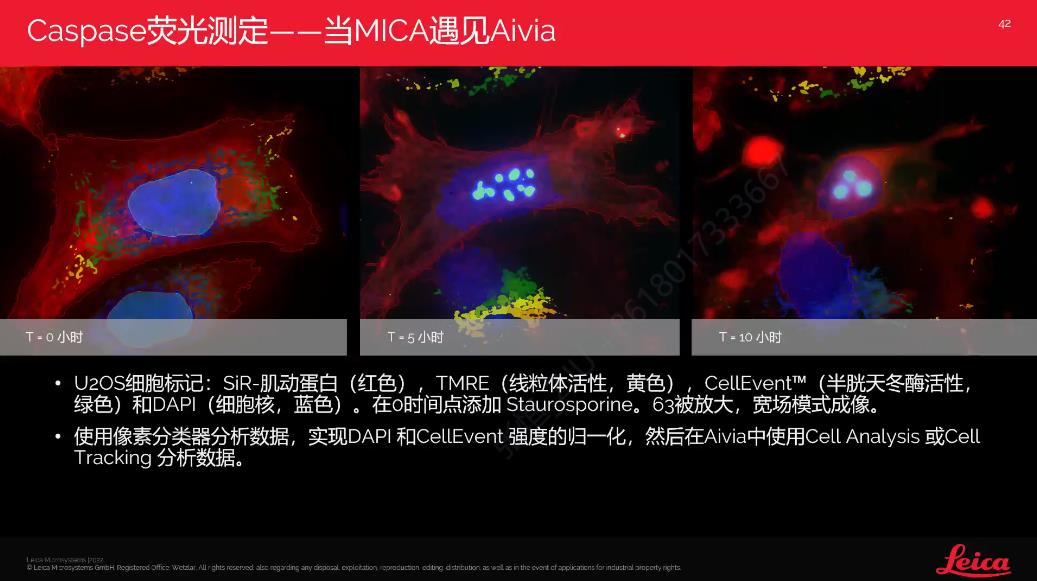 Caspase荧光测定——当MICA遇见Aivia
42
T = 0 小时
T = 5 小时
T = 10 小时
• U2OS细胞标记：SiR-肌动蛋白（红色），TMRE（线粒体活性，黄色），CellEvent™（半胱天冬酶活性，
绿色）和DAPI（细胞核，蓝色）。在0时间点添加 Staurosporine。63被放大，宽场模式成像。
• 使用像素分类器分析数据，实现DAPI 和CellEvent 强度的归一化，然后在Aivia中使用Cell Analysis 或Cell
Tracking 分析数据。
Leica Microsystems |2022
© Leica Microsystems GmbH, Registered Office: Wetzlar, All rights reserved, also regarding any disposal, exploitation, reproduction, editing, distribution, as well as in the event of applications for industrial property rights.
Leica